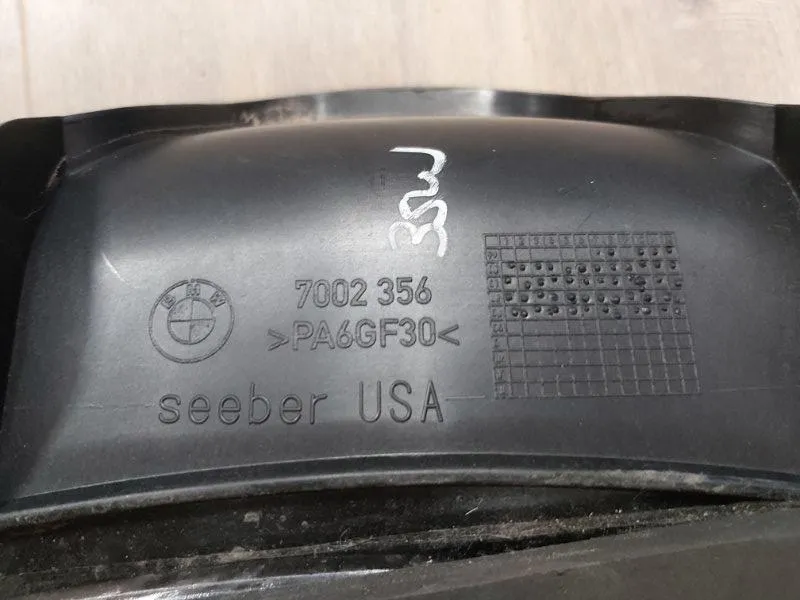 BMW
7002 356
>PA6GF30<
seeber USA